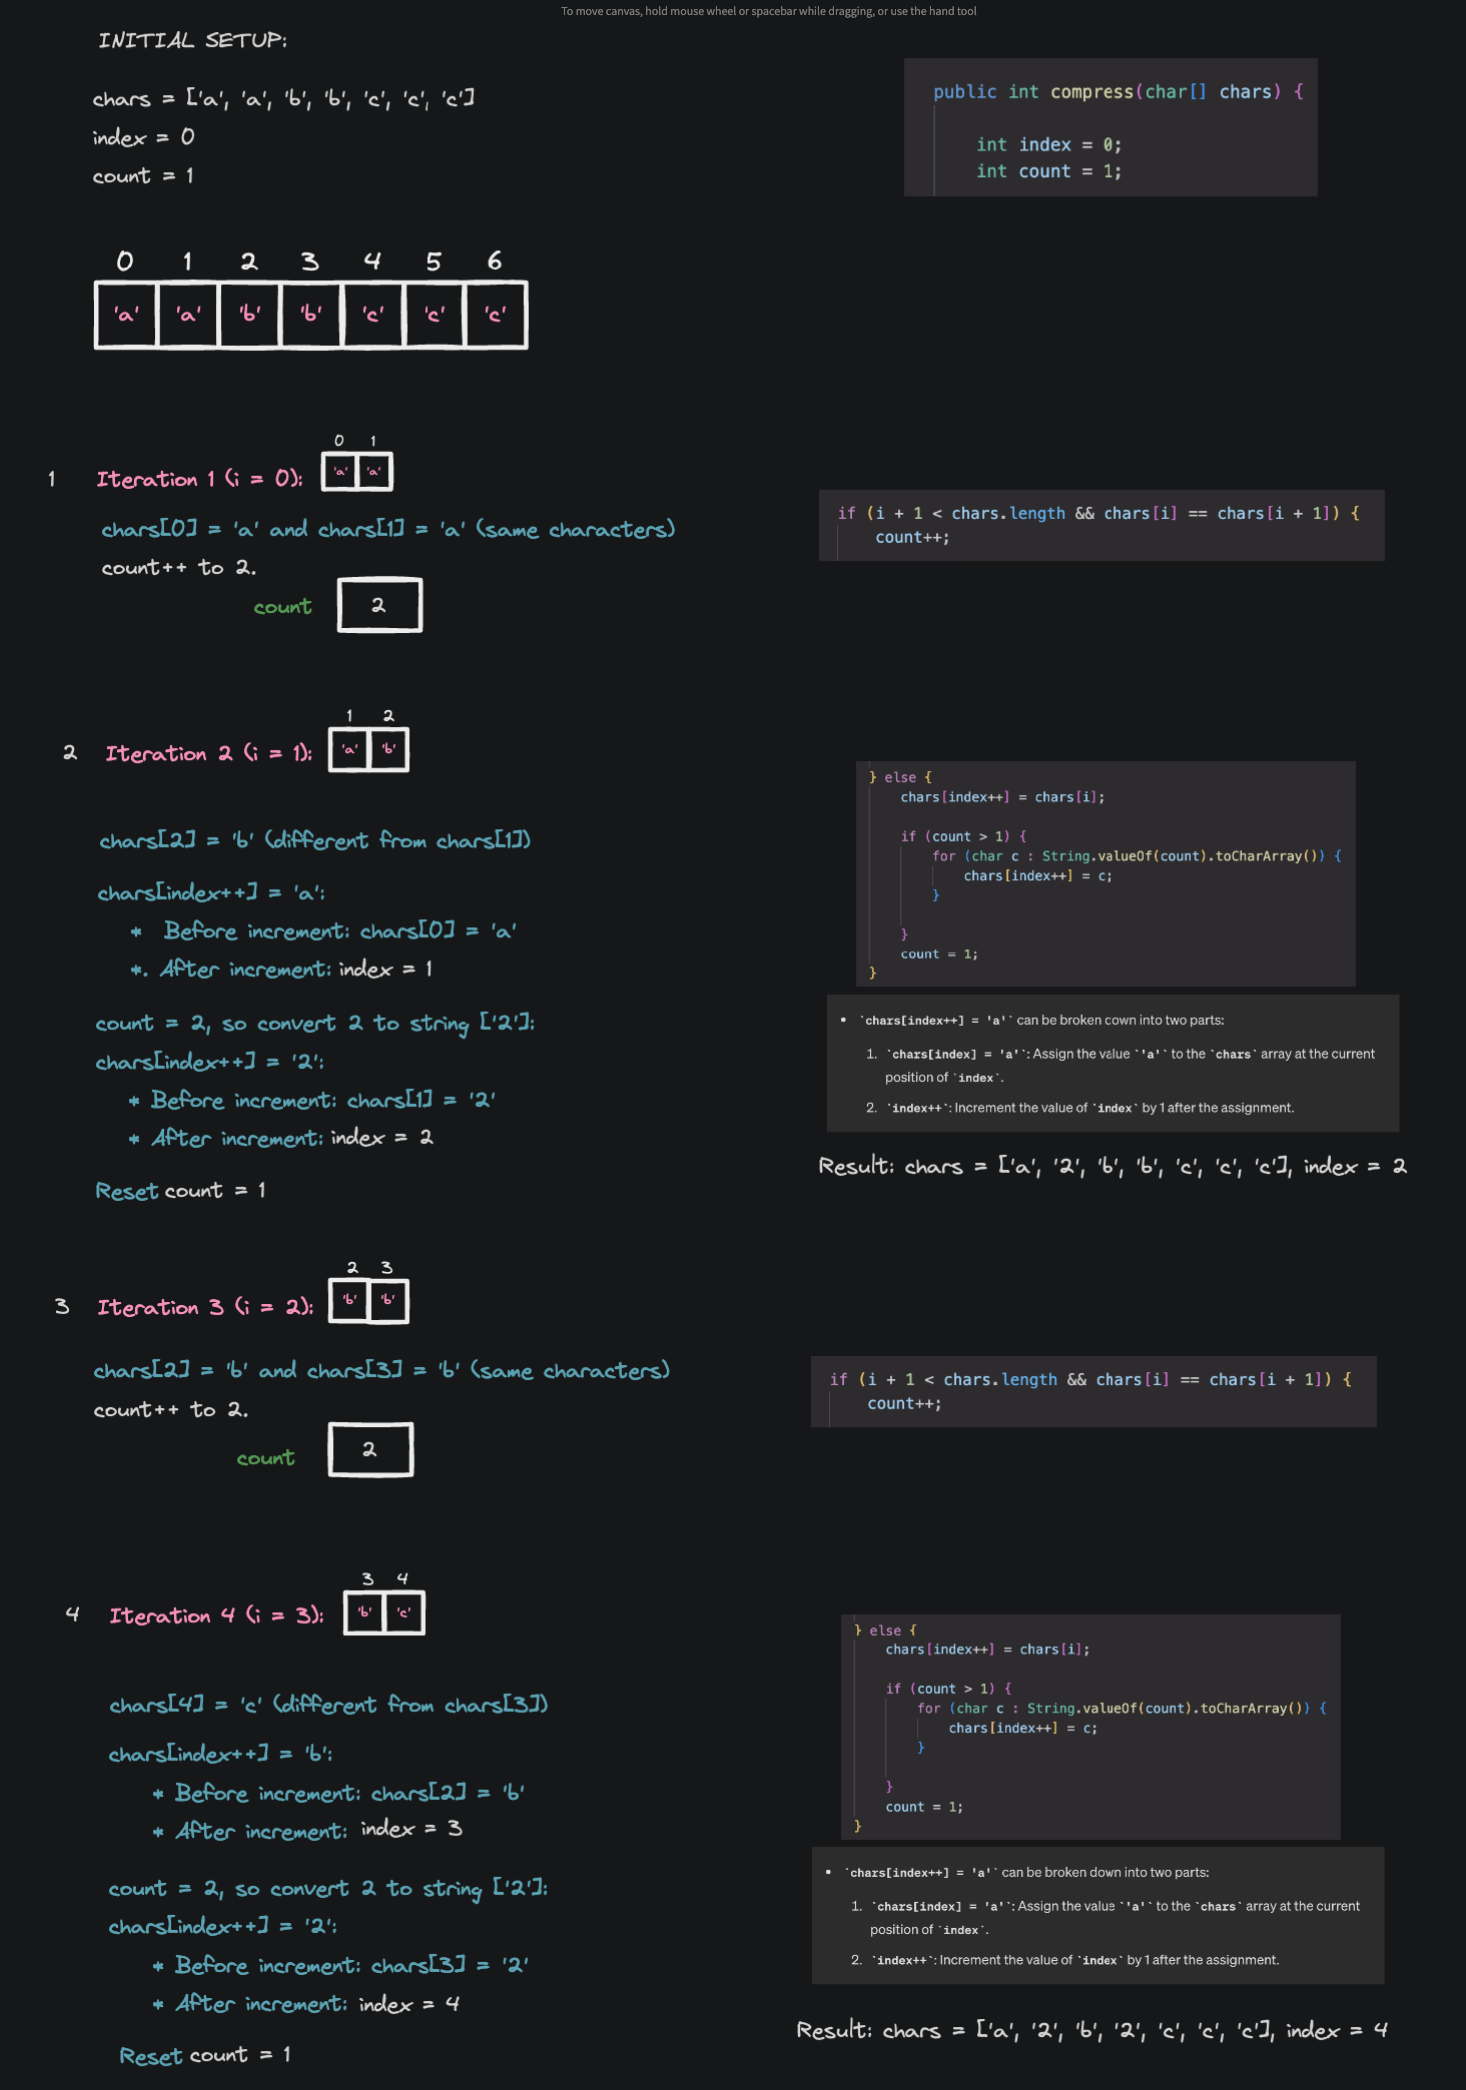 To move canvas, hold mouse wheel or spacebar while dragging, or use the hand tool
INITIAL SETUP:
chars = ['a', 'a', 'b', 'b', 'c', 'c', 'c']
index = 0
count = 1
public int compress(char[] chars) {
int index = 0;
int count = 1;
0 1 2 3 4 5 6
'a' 'a' 'b' 'b' 'c' 'c' 'c'
0 1
1 Iteration 1 (i = 0): 'a' 'a'
chars[0] = 'a' and chars[1] = 'a' (same characters)
count++ to 2.
count 2
if (i + 1 < chars.length && chars[i] == chars[i + 1]) {
count++;
1 2
2 Iteration 2 (i = 1): 'a' 'b'
chars[2] = 'b' (different from chars[1])
chars[index++] = 'a':
* Before increment: chars[0] = 'a'
*. After increment: index = 1
count = 2, so convert 2 to string ['2']:
chars[index++] = '2':
* Before increment: chars[1] = '2'
* After increment: index = 2
Reset count = 1
} else {
chars[index++] = chars[i];
if (count > 1) {
for (char c : String.valueOf(count).toCharArray()) {
chars[index++] = c;
}
}
count = 1;
}
• `chars[index++] = 'a'` can be broken cown into two parts:
1. `chars[index] = 'a'`: Assign the value `'a'` to the `chars` array at the current
position of `index`.
2. `index++`: Increment the value of `index` by 1 after the assignment.
Result: chars = ['a', '2', 'b', 'b', 'c', 'c', 'c'], index = 2
2 3
3 Iteration 3 (i = 2): 'b' 'b'
chars[2] = 'b' and chars[3] = 'b' (same characters)
count++ to 2.
count 2
if (i + 1 < chars.length && chars[i] == chars[i + 1]) {
count++;
3 4
4 Iteration 4 (i = 3): 'b' 'c'
chars[4] = 'c' (different from chars[3])
chars[index++] = 'b':
* Before increment: chars[2] = 'b'
* After increment: index = 3
count = 2, so convert 2 to string ['2']:
chars[index++] = '2':
* Before increment: chars[3] = '2'
* After increment: index = 4
Reset count = 1
} else {
chars[index++] = chars[i];
if (count > 1) {
for (char c : String.valueOf(count).toCharArray()) {
chars[index++] = c;
}
}
count = 1;
}
• `chars[index++] = 'a'` can be broken down into two parts:
1. `chars[index] = 'a'`: Assign the value `'a'` to the `chars` array at the current
position of `index`.
2. `index++`: Increment the value of `index` by 1 after the assignment.
Result: chars = ['a', '2', 'b', '2', 'c', 'c', 'c'], index = 4